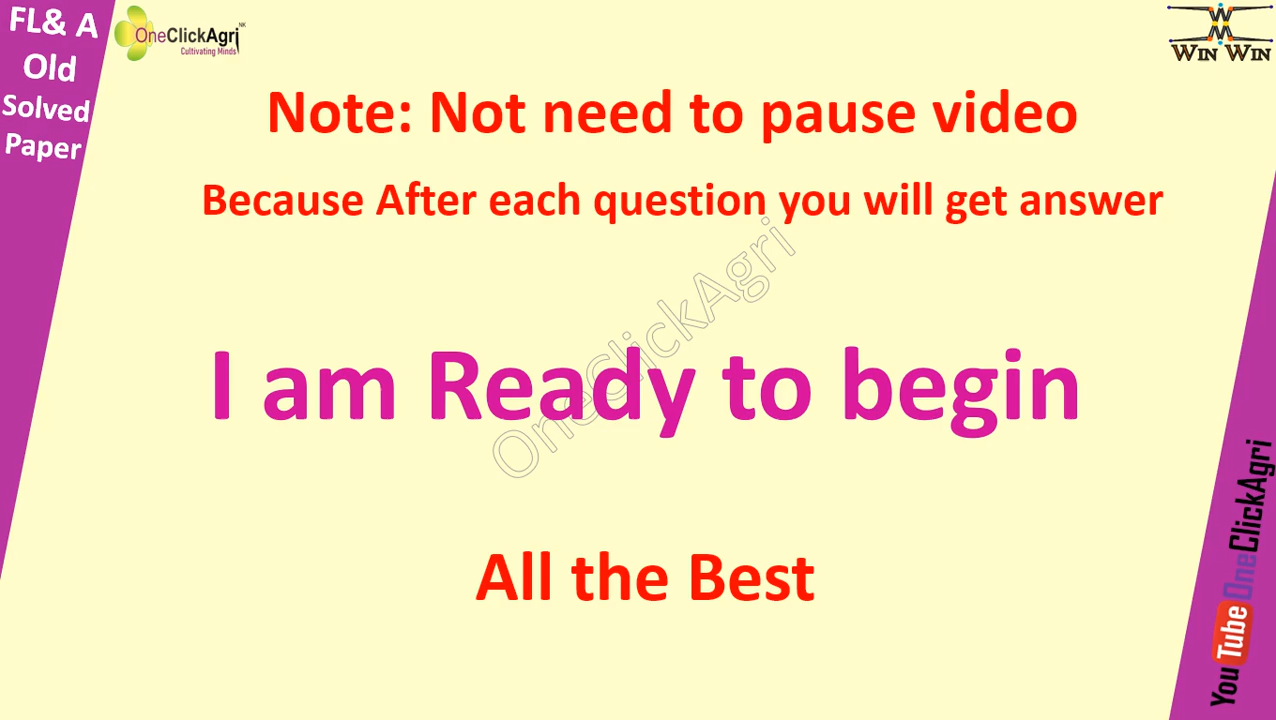 FL& A
Old
Solved
Paper
OneClickAgri
NK
Cultivating Minds
WIN WIN
Note: Not need to pause video
Because After each question you will get answer
OneClickAgri
I am Ready to begin
All the Best
YouTube OneClickAgri